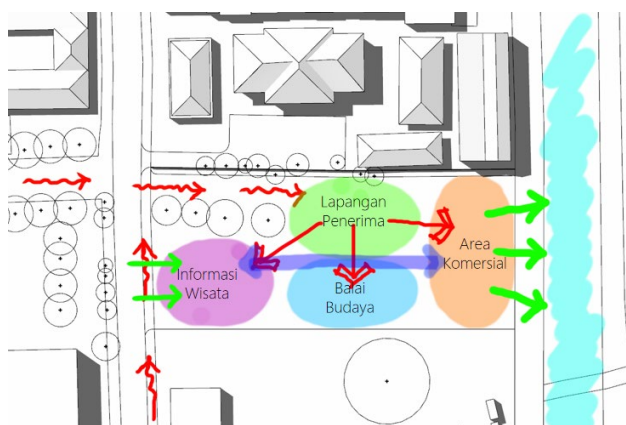 Lapangan
Penerima
Area
Komersial
Informasi
Wisata
Balai
Budaya